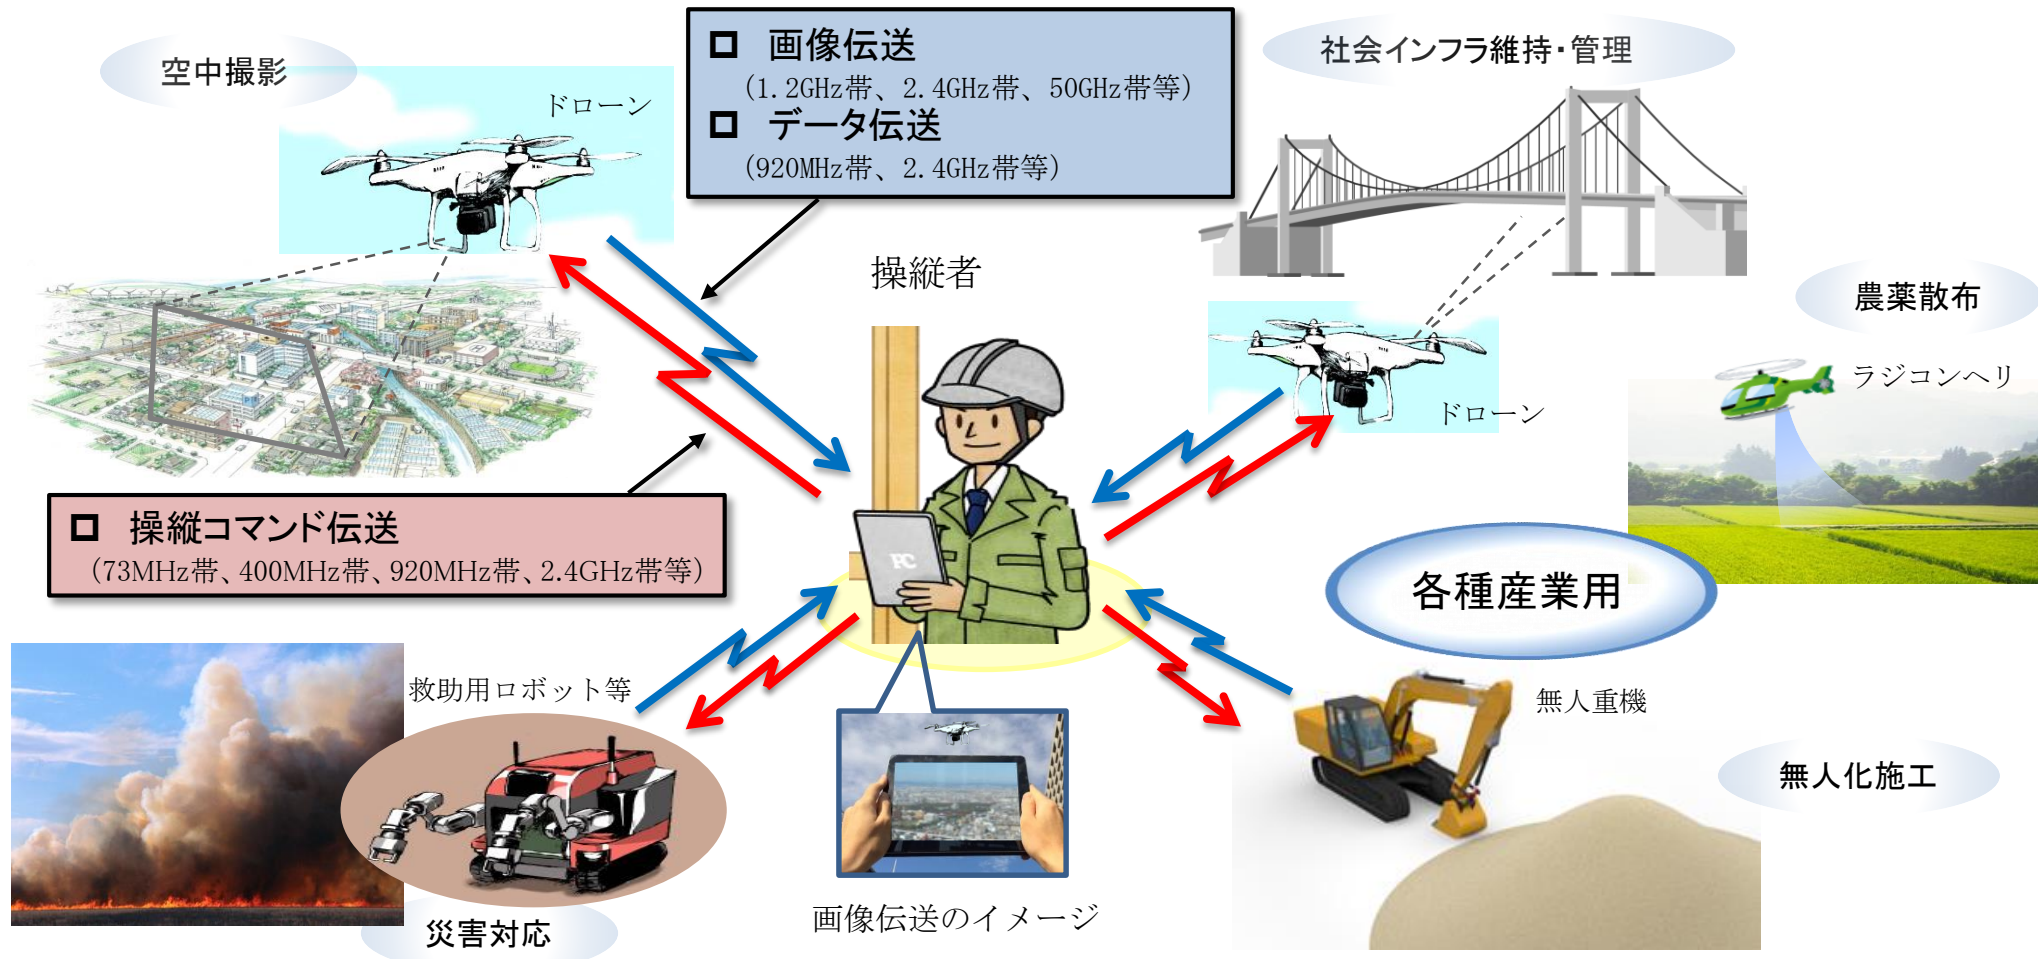 空中撮影
ドローン
画像伝送
(1.2GHz帯、2.4GHz帯、50GHz帯等)
データ伝送
(920MHz帯、2.4GHz帯等)
社会インフラ維持・管理
操縦者
農薬散布
ラジコンヘリ
ドローン
操縦コマンド伝送
(73MHz帯、400MHz帯、920MHz帯、2.4GHz帯等)
PC
各種産業用
救助用ロボット等
無人重機
無人化施工
画像伝送のイメージ
災害対応